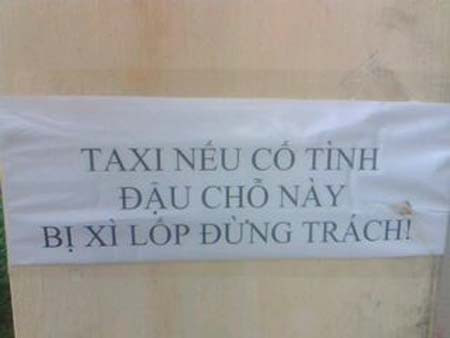 TAXI NẾU CỐ TÌNH
ĐẬU CHỖ NÀY
BỊ XÌ LỐP ĐỪNG TRÁCH!